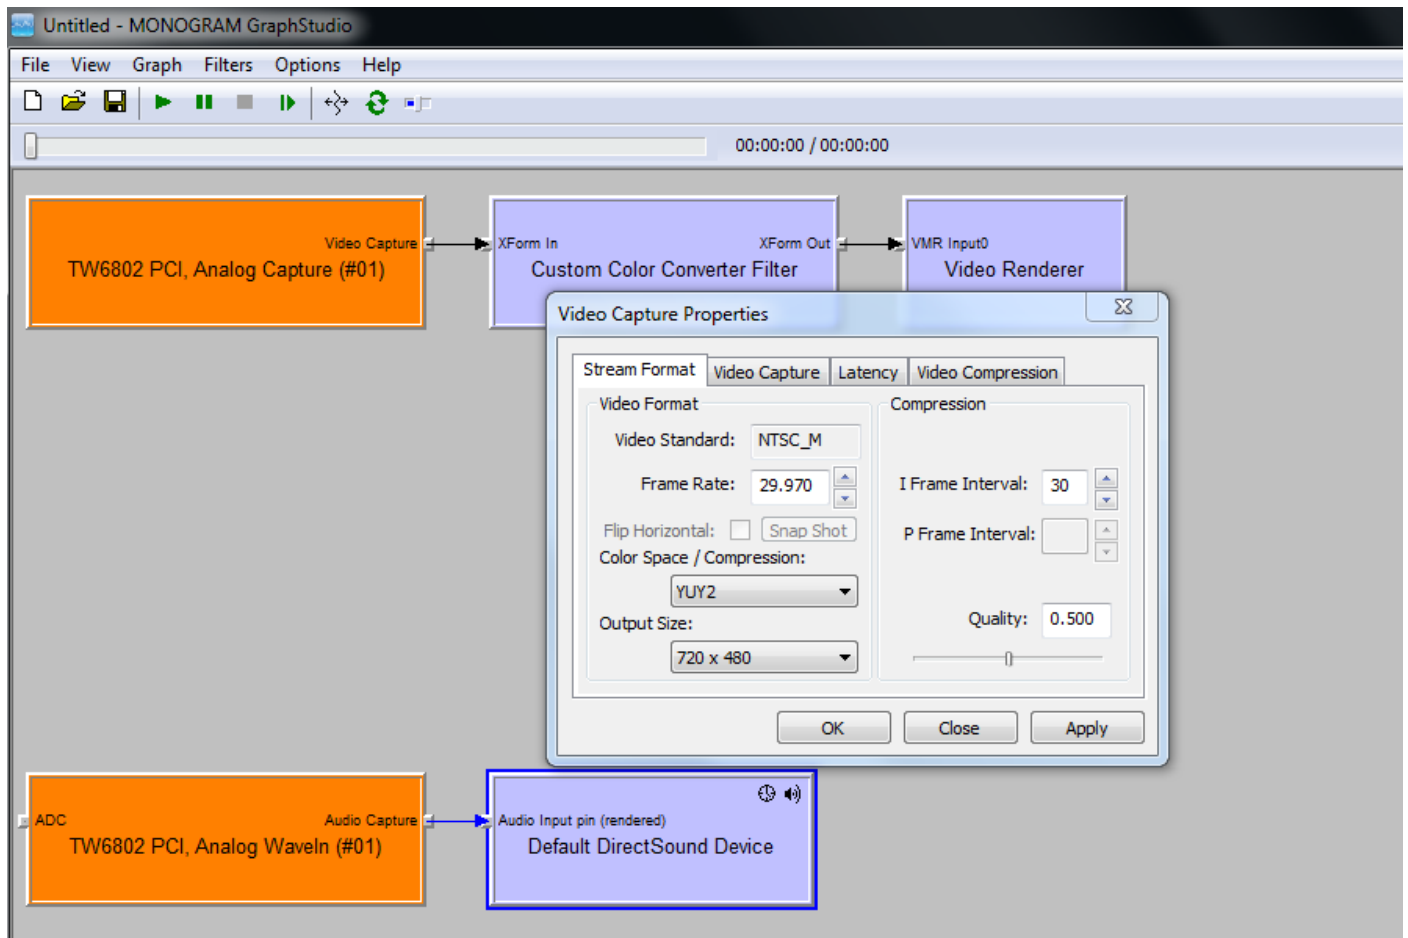 Untitled - MONOGRAM GraphStudio
File View Graph Filters Options Help
00:00:00 / 00:00:00
Video Capture
TW6802 PCI, Analog Capture (#01)
XForm In XForm Out
Custom Color Converter Filter
VMR Input0
Video Renderer
Video Capture Properties
Stream Format Video Capture Latency Video Compression
Video Format
Video Standard: NTSC_M
Frame Rate: 29.970
Flip Horizontal: Snap Shot
Color Space / Compression:
YUY2
Output Size:
720 x 480
Compression
I Frame Interval: 30
P Frame Interval:
Quality: 0.500
OK Close Apply
ADC Audio Capture
TW6802 PCI, Analog WaveIn (#01)
Audio Input pin (rendered)
Default DirectSound Device